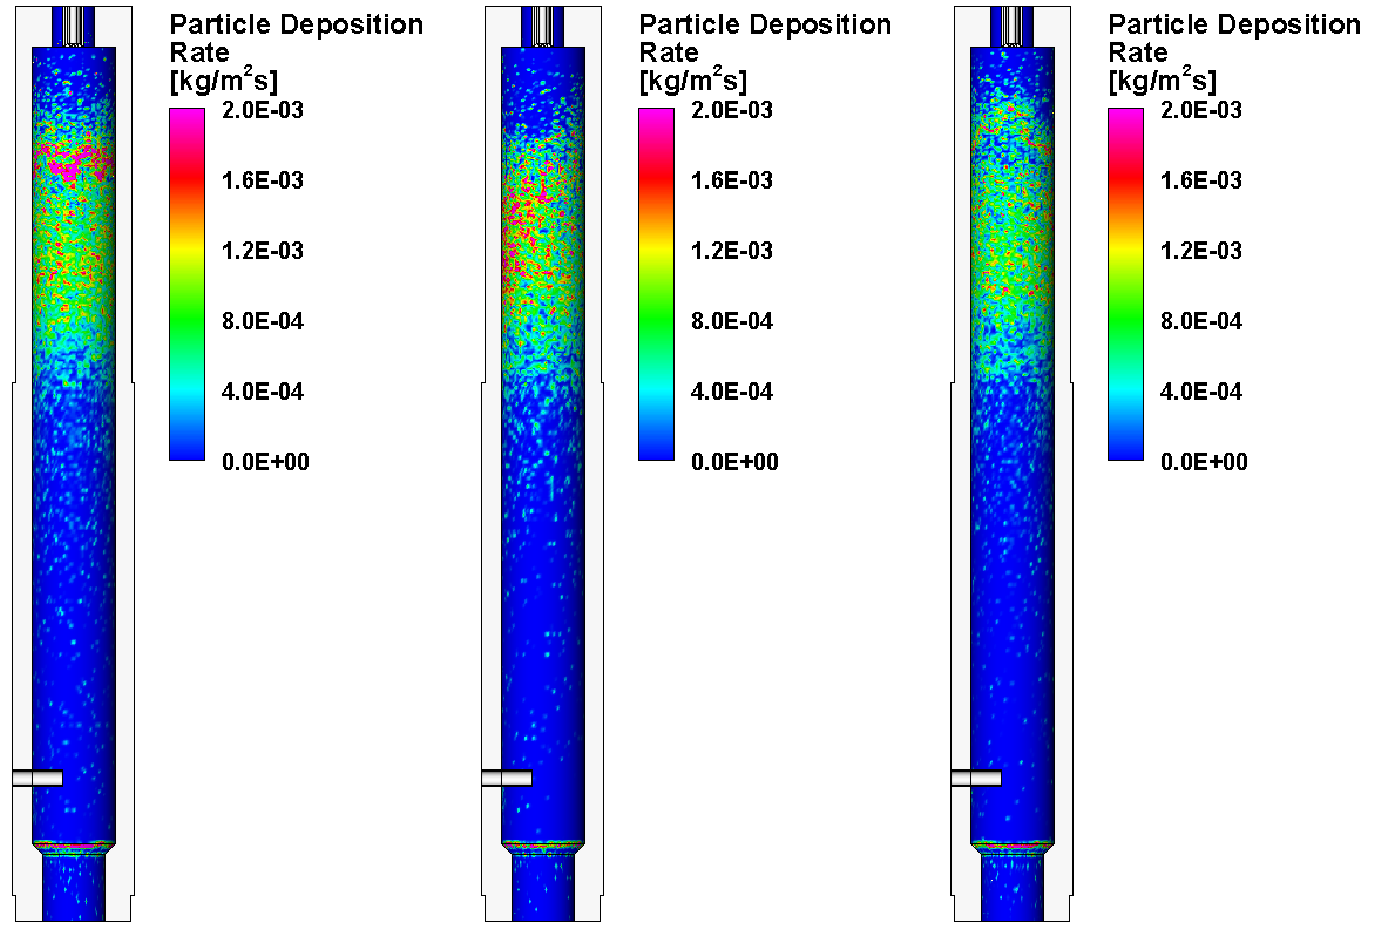 Particle Deposition
Rate
[kg/m²s]
2.0E-03
1.6E-03
1.2E-03
8.0E-04
4.0E-04
0.0E+00
Particle Deposition
Rate
[kg/m²s]
2.0E-03
1.6E-03
1.2E-03
8.0E-04
4.0E-04
0.0E+00
Particle Deposition
Rate
[kg/m²s]
2.0E-03
1.6E-03
1.2E-03
8.0E-04
4.0E-04
0.0E+00